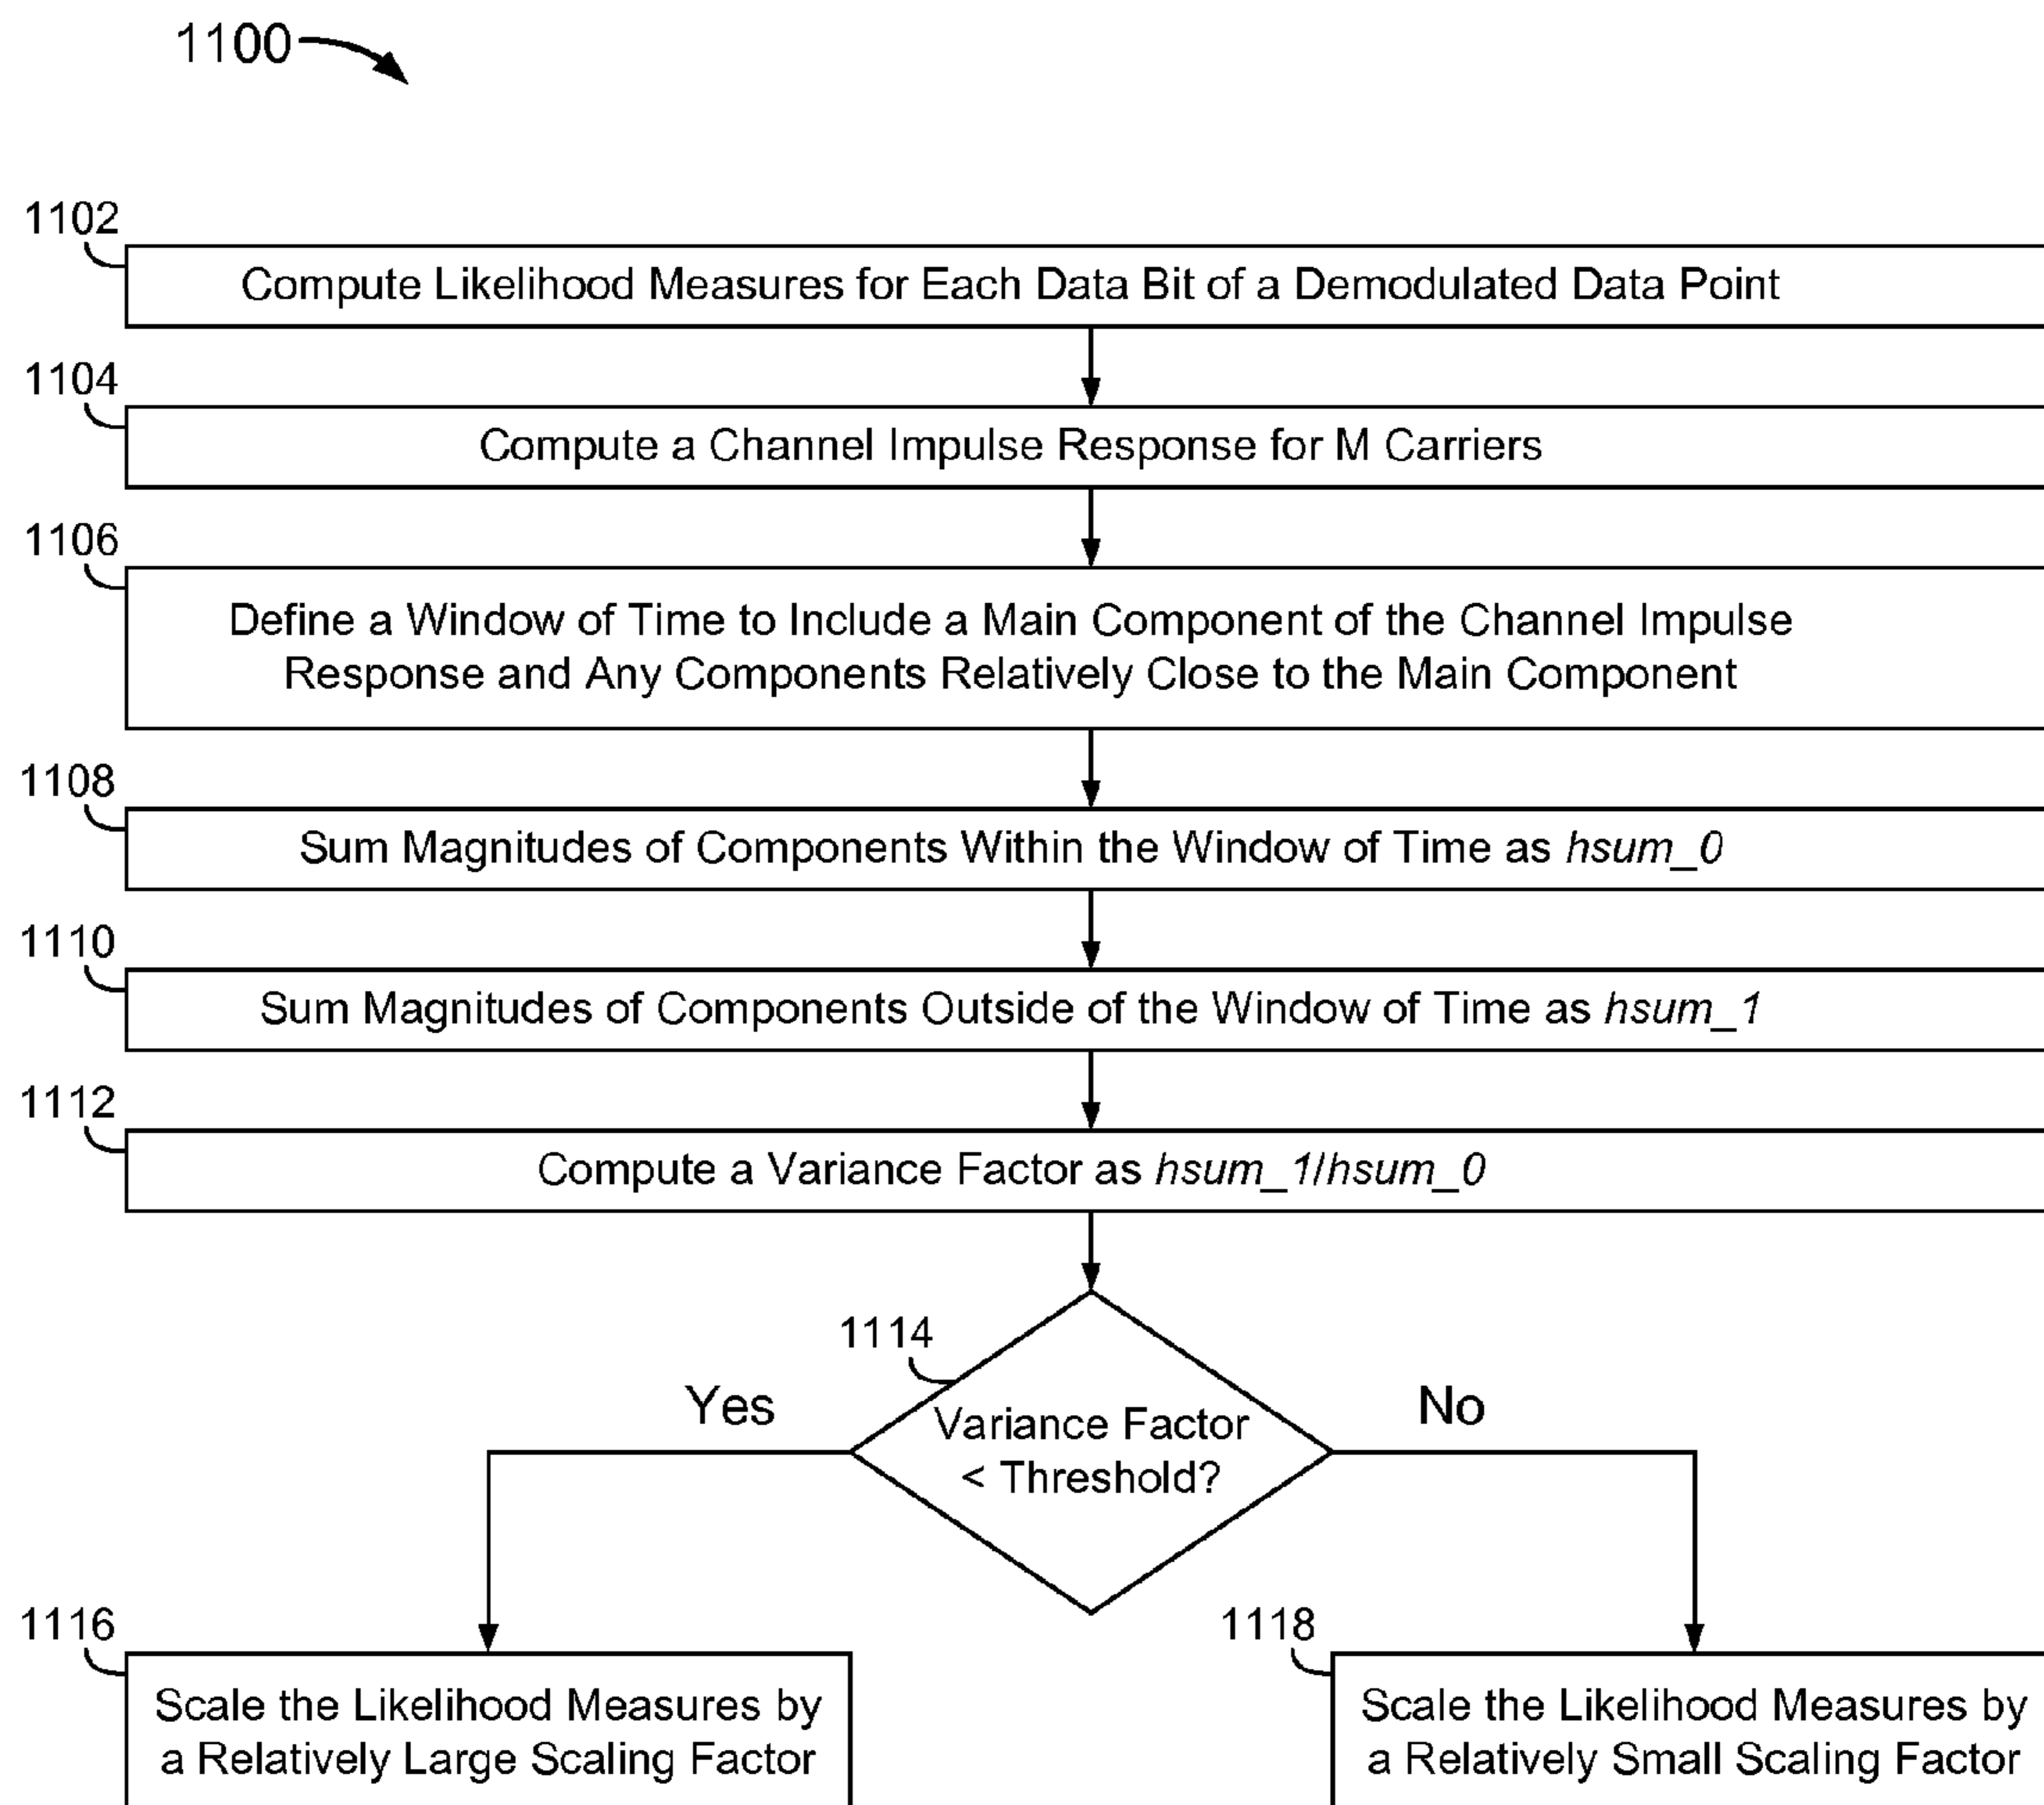 1100
1102
Compute Likelihood Measures for Each Data Bit of a Demodulated Data Point
1104
Compute a Channel Impulse Response for M Carriers
1106
Define a Window of Time to Include a Main Component of the Channel Impulse
Response and Any Components Relatively Close to the Main Component
1108
Sum Magnitudes of Components Within the Window of Time as hsum_0
1110
Sum Magnitudes of Components Outside of the Window of Time as hsum_1
1112
Compute a Variance Factor as hsum_1/hsum_0
1114
Yes
Variance Factor
< Threshold?
No
1116
Scale the Likelihood Measures by
a Relatively Large Scaling Factor
1118
Scale the Likelihood Measures by
a Relatively Small Scaling Factor